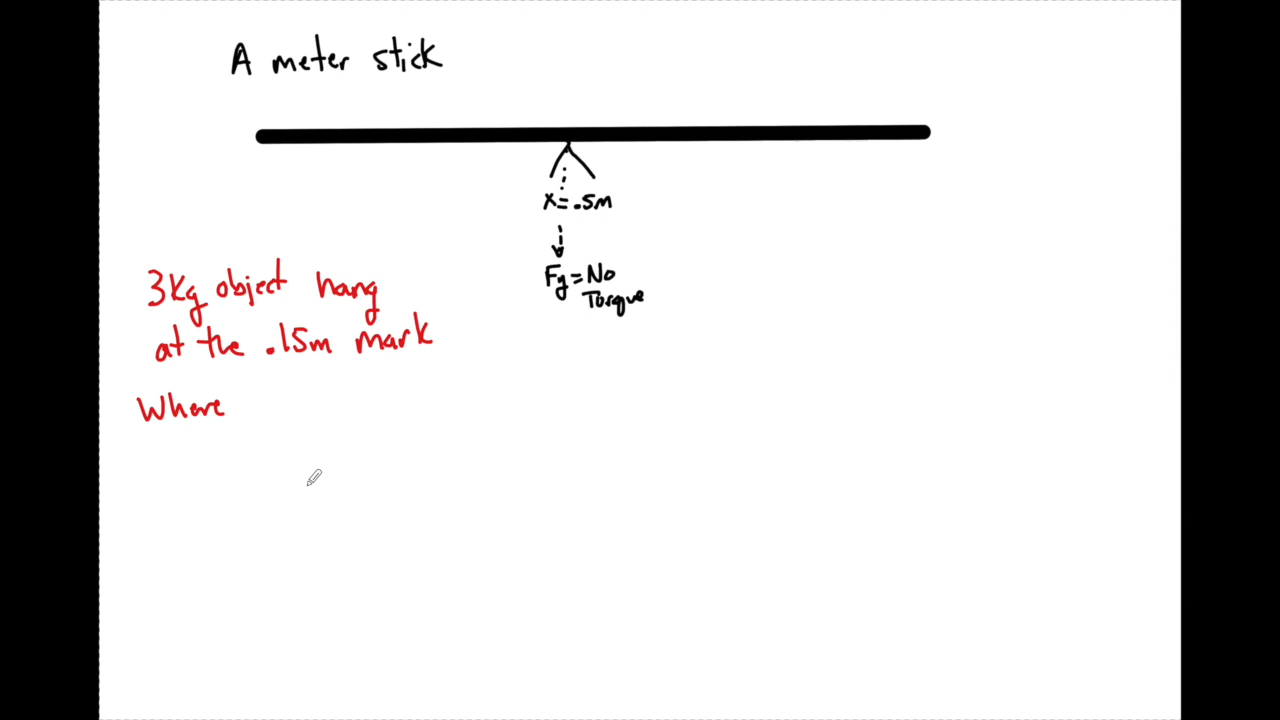 A meter stick
x = .5m
Fg = No
Torque
3Kg object hang
at the .15m mark
Where